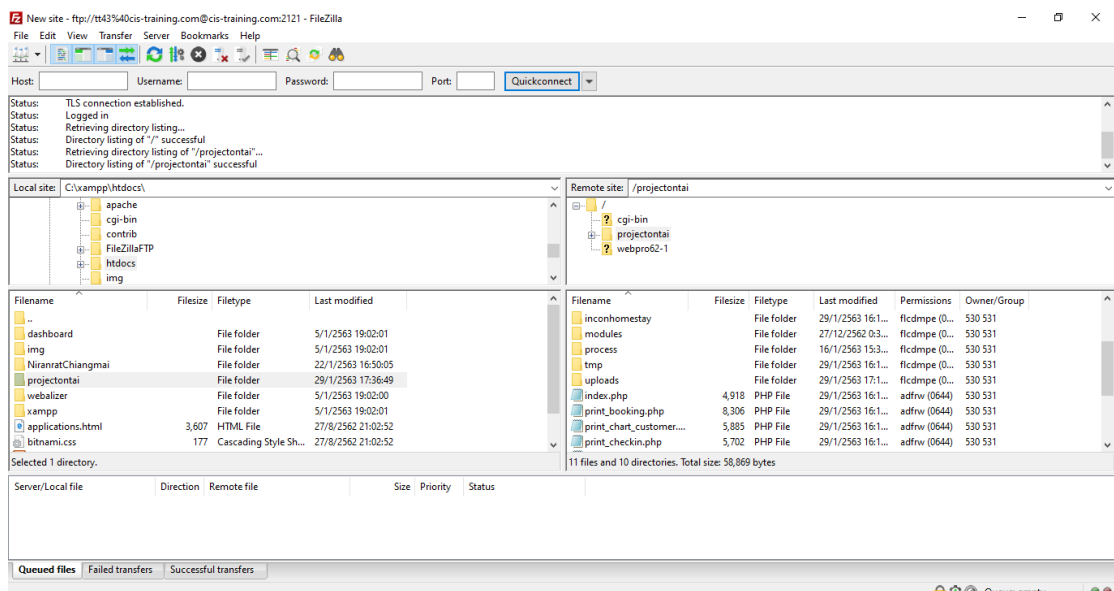 New site - ftp://tt43%40cis-training.com@cis-training.com:2121 - FileZilla
File Edit View Transfer Server Bookmarks Help
Host: Username: Password: Port: Quickconnect
Status: TLS connection established.
Status: Logged in
Status: Retrieving directory listing...
Status: Directory listing of "/" successful
Status: Retrieving directory listing of "/projectontai"...
Status: Directory listing of "/projectontai" successful
Local site: C:\xampp\htdocs\
apache
cgi-bin
contrib
FileZillaFTP
htdocs
img
Remote site: /projectontai
/
? cgi-bin
projectontai
? webpro62-1
Filename Filesize Filetype Last modified
..
dashboard File folder 5/1/2563 19:02:01
img File folder 5/1/2563 19:02:01
NiranratChiangmai File folder 22/1/2563 16:50:05
projectontai File folder 29/1/2563 17:36:49
webalizer File folder 5/1/2563 19:02:00
xampp File folder 5/1/2563 19:02:01
applications.html 3,607 HTML File 27/8/2562 21:02:52
bitnami.css 177 Cascading Style Sh... 27/8/2562 21:02:52
Selected 1 directory.
Filename Filesize Filetype Last modified Permissions Owner/Group
inconhomestay File folder 29/1/2563 16:1... flcdmpe (0... 530 531
modules File folder 27/12/2562 0:3... flcdmpe (0... 530 531
process File folder 16/1/2563 15:3... flcdmpe (0... 530 531
tmp File folder 29/1/2563 16:1... flcdmpe (0... 530 531
uploads File folder 29/1/2563 17:1... flcdmpe (0... 530 531
index.php 4,918 PHP File 29/1/2563 16:1... adfrw (0644) 530 531
print_booking.php 8,306 PHP File 29/1/2563 16:1... adfrw (0644) 530 531
print_chart_customer.... 5,885 PHP File 29/1/2563 16:1... adfrw (0644) 530 531
print_checkin.php 5,702 PHP File 29/1/2563 16:1... adfrw (0644) 530 531
11 files and 10 directories. Total size: 58,869 bytes
Server/Local file Direction Remote file Size Priority Status
Queued files Failed transfers Successful transfers